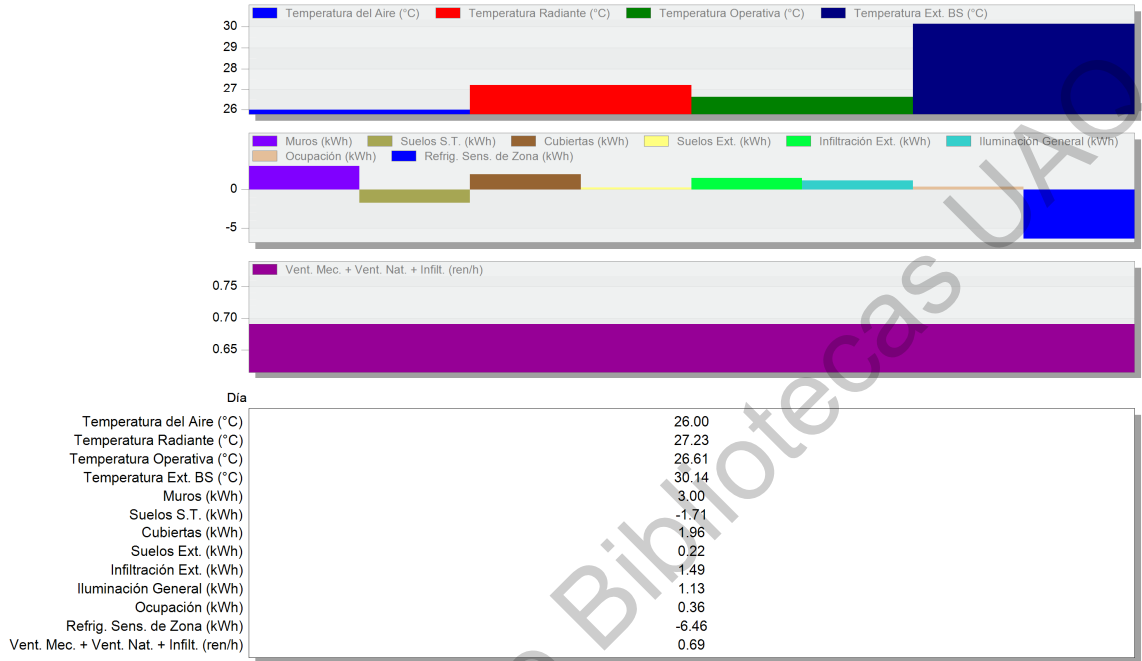 Temperatura del Aire (°C) Temperatura Radiante (°C) Temperatura Operativa (°C) Temperatura Ext. BS (°C)
30
29
28
27
26
Muros (kWh) Suelos S.T. (kWh) Cubiertas (kWh) Suelos Ext. (kWh) Infiltración Ext. (kWh) Iluminación General (kWh)
Ocupación (kWh) Refrig. Sens. de Zona (kWh)
0
-5
Vent. Mec. + Vent. Nat. + Infilt. (ren/h)
0.75
0.70
0.65
Día
Temperatura del Aire (°C) 26.00
Temperatura Radiante (°C) 27.23
Temperatura Operativa (°C) 26.61
Temperatura Ext. BS (°C) 30.14
Muros (kWh) 3.00
Suelos S.T. (kWh) -1.71
Cubiertas (kWh) 1.96
Suelos Ext. (kWh) 0.22
Infiltración Ext. (kWh) 1.49
Iluminación General (kWh) 1.13
Ocupación (kWh) 0.36
Refrig. Sens. de Zona (kWh) -6.46
Vent. Mec. + Vent. Nat. + Infilt. (ren/h) 0.69
Bibliotecas UAQ